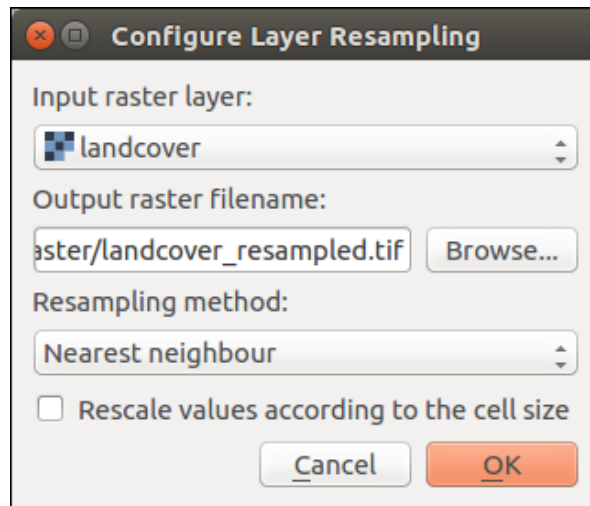 Configure Layer Resampling
Input raster layer:
landcover
Output raster filename:
aster/landcover_resampled.tif Browse...
Resampling method:
Nearest neighbour
Rescale values according to the cell size
Cancel OK